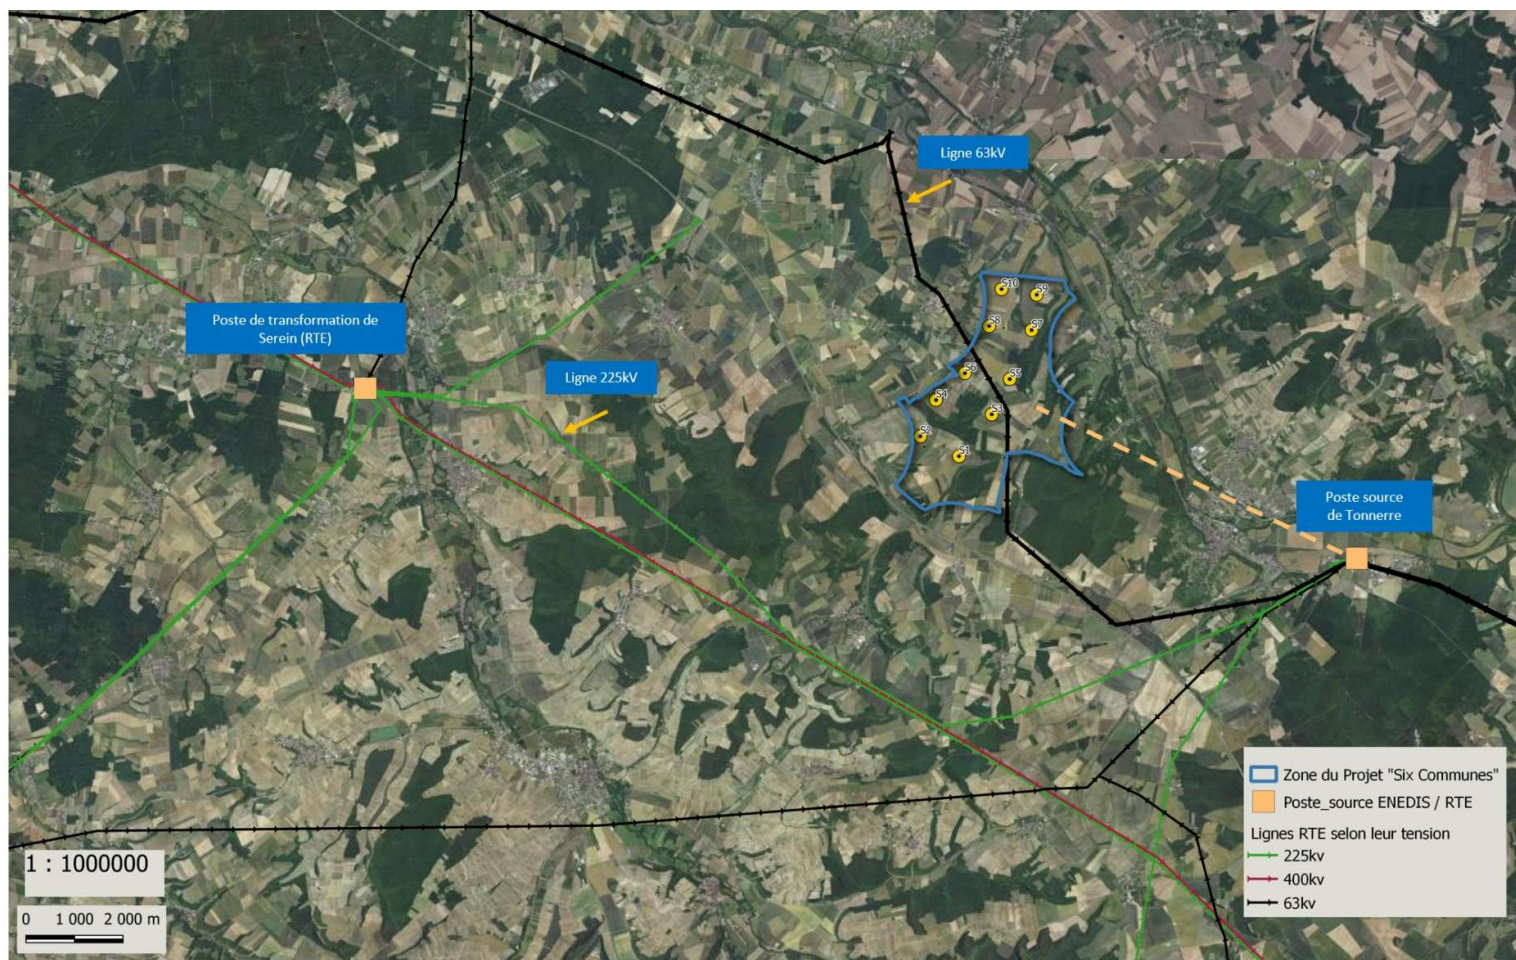 Ligne 63kV
S10
S9
S8
S7
Poste de transformation de
Serein (RTE)
Ligne 225kV
S6
S5
S4
S3
S2
S1
Poste source
de Tonnerre
Zone du Projet "Six Communes"
Poste_source ENEDIS / RTE
Lignes RTE selon leur tension
225kv
400kv
63kv
1 : 1000000
0 1 000 2 000 m